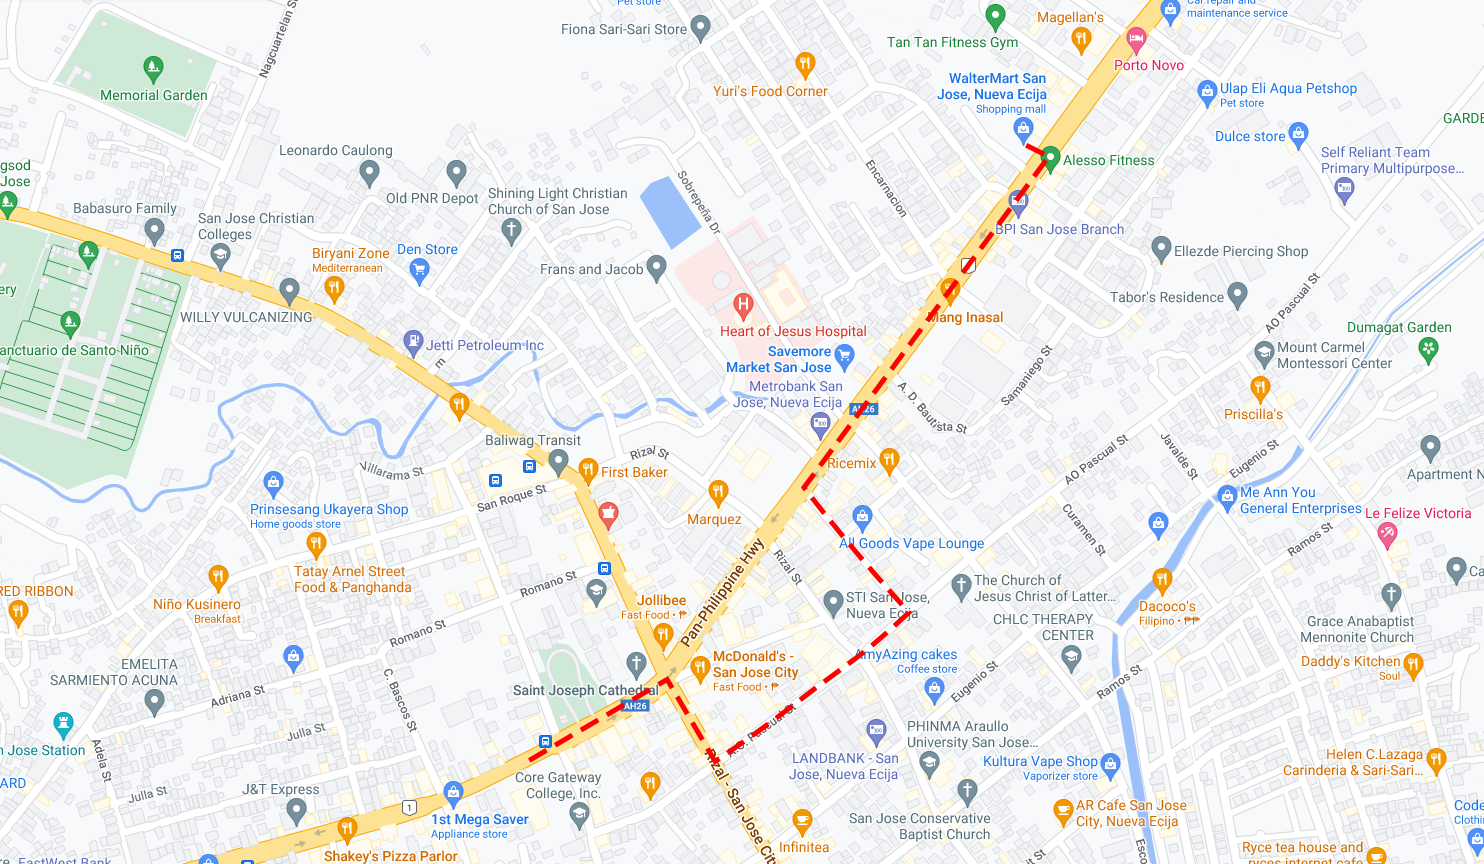 Pet store
Car repair and
maintenance service
Fiona Sari-Sari Store
Magellan's
Tan Tan Fitness Gym
Porto Novo
Nagcuartelan St
Memorial Garden
Yuri's Food Corner
WalterMart San
Jose, Nueva Ecija
Shopping mall
Ulap Eli Aqua Petshop
Pet store
GARDE
Dulce store
Leonardo Caulong
Alesso Fitness
Self Reliant Team
Primary Multipurpose...
gsod
Jose
Old PNR Depot
Sobrepeña Dr
Encarnacion
Shining Light Christian
Church of San Jose
Babasuro Family
San Jose Christian
Colleges
BPI San Jose Branch
Biryani Zone
Mediterranean
Den Store
Ellezde Piercing Shop
Frans and Jacob
ery
Tabor's Residence
AO Pascual St
WILLY VULCANIZING
Mang Inasal
Heart of Jesus Hospital
Dumagat Garden
Jetti Petroleum Inc
anctuario de Santo Niño
Savemore
Market San Jose
Mount Carmel
Montessori Center
m
Samaniego St
Metrobank San
Jose, Nueva Ecija
A. D. Bautista St
AH26
Priscilla's
Baliwag Transit
Rizal St
Villarama St
First Baker
Ricemix
AO Pascual St
Javalde St
Eugenio St
Apartment N
San Roque St
Prinsesang Ukayera Shop
Home goods store
Marquez
Me Ann You
General Enterprises
Le Felize Victoria
Curamen St
Ramos St
All Goods Vape Lounge
Pan-Philippine Hwy
Rizal St
Tatay Arnel Street
Food & Panghanda
Romano St
RED RIBBON
Niño Kusinero
Breakfast
Jollibee
Fast Food
STI San Jose,
Nueva Ecija
The Church of
Jesus Christ of Latter...
Ca
Dacoco's
Filipino
CHLC THERAPY
CENTER
Grace Anabaptist
Mennonite Church
Romano St
EMELITA
SARMIENTO ACUNA
McDonald's -
San Jose City
Fast Food
AmyAzing cakes
Coffee store
Daddy's Kitchen
Soul
Adriana St
C. Bascos St
Saint Joseph Cathedral
AH26
Eugenio St
Ramos St
A.O. Pascual St
n Jose Station
Adela St
Julla St
PHINMA Araullo
University San Jose...
LANDBANK - San
Jose, Nueva Ecija
Kultura Vape Shop
Vaporizer store
Helen C.Lazaga
Carinderia & Sari-Sari...
ARD
Core Gateway
College, Inc.
Rizal - San Jose City
J&T Express
Julla St
1
1st Mega Saver
Appliance store
San Jose Conservative
Baptist Church
AR Cafe San Jose
City, Nueva Ecija
Code
Clothi
Infinitea
Shakey's Pizza Parlor
EastWest Bank
it St
Esco
Ryce tea house and
ryces internet cafe